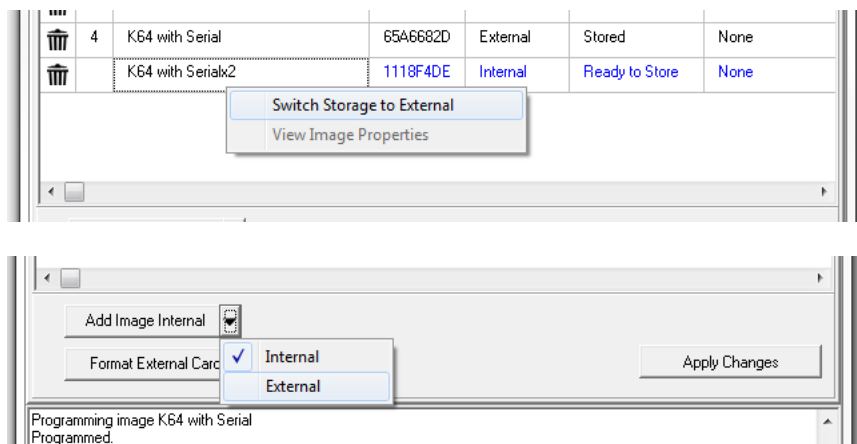 4 K64 with Serial 65A6682D External Stored None
K64 with Serialx2 1118F4DE Internal Ready to Store None
Switch Storage to External
View Image Properties
Add Image Internal
Internal
Format External Card
Apply Changes
External
Programming image K64 with Serial
Programmed.